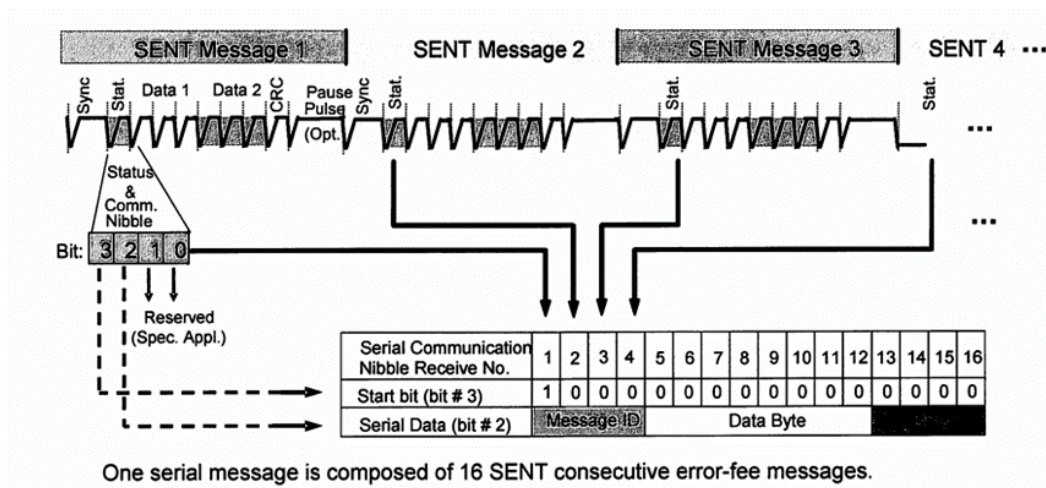 SENT Message 1 SENT Message 2 SENT Message 3 SENT 4 ...
Sync Stat. Data 1 Data 2 CRC Pause Pulse (Opt. Sync Stat. Stat. Stat.
...
Status
&
Comm.
Nibble
...
Bit: 3 2 1 0
Reserved
(Spec. Appl.)
Serial Communication
Nibble Receive No. 1 2 3 4 5 6 7 8 9 10 11 12 13 14 15 16
Start bit (bit # 3) 1 0 0 0 0 0 0 0 0 0 0 0 0 0 0 0
Serial Data (bit # 2) Message ID Data Byte
One serial message is composed of 16 SENT consecutive error-fee messages.